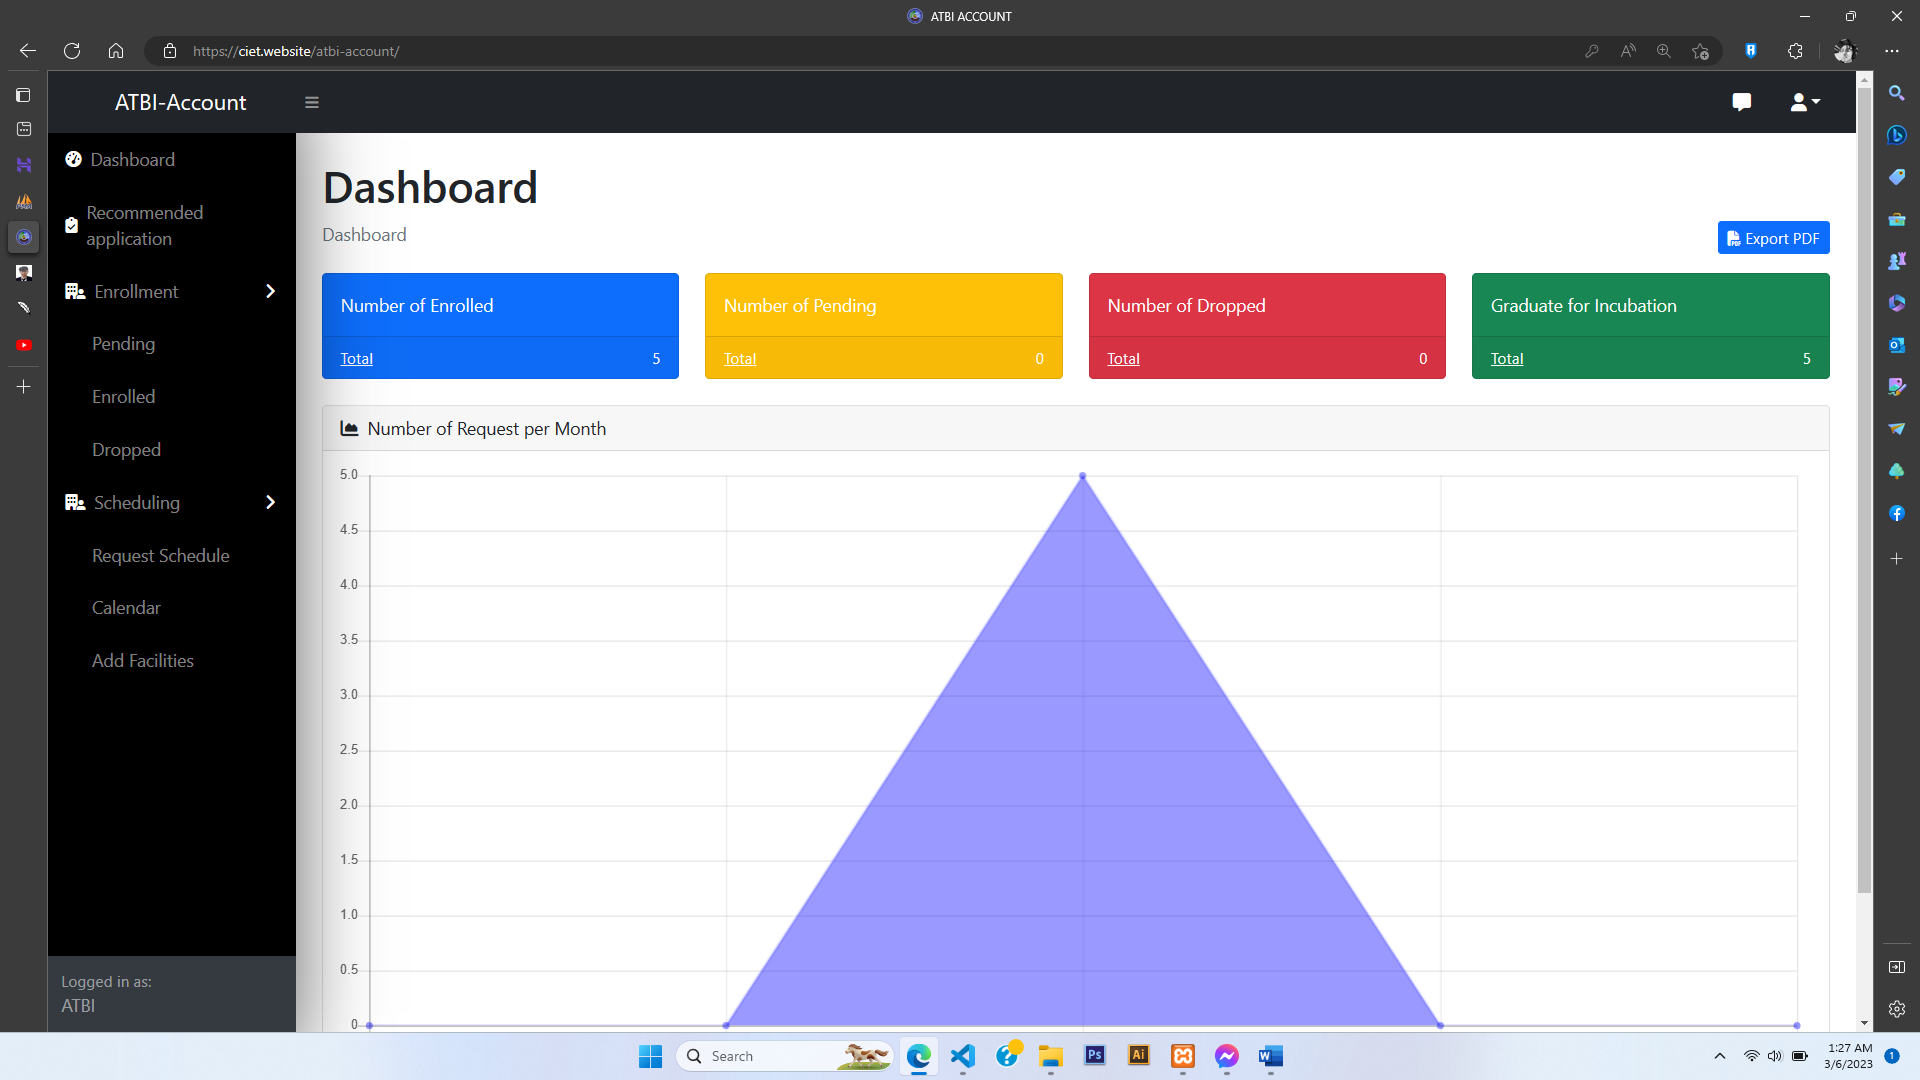 ATBI ACCOUNT
https://ciet.website/atbi-account/
ATBI-Account
Dashboard
Recommended
application
Enrollment
Pending
Enrolled
Dropped
Scheduling
Request Schedule
Calendar
Add Facilities
Logged in as:
ATBI
Dashboard
Dashboard
Export PDF
Number of Enrolled
Total 5
Number of Pending
Total 0
Number of Dropped
Total 0
Graduate for Incubation
Total 5
Number of Request per Month
5.0
4.5
4.0
3.5
3.0
2.5
2.0
1.5
1.0
0.5
0
Search
Ps
Ai
1:27 AM
3/6/2023
1